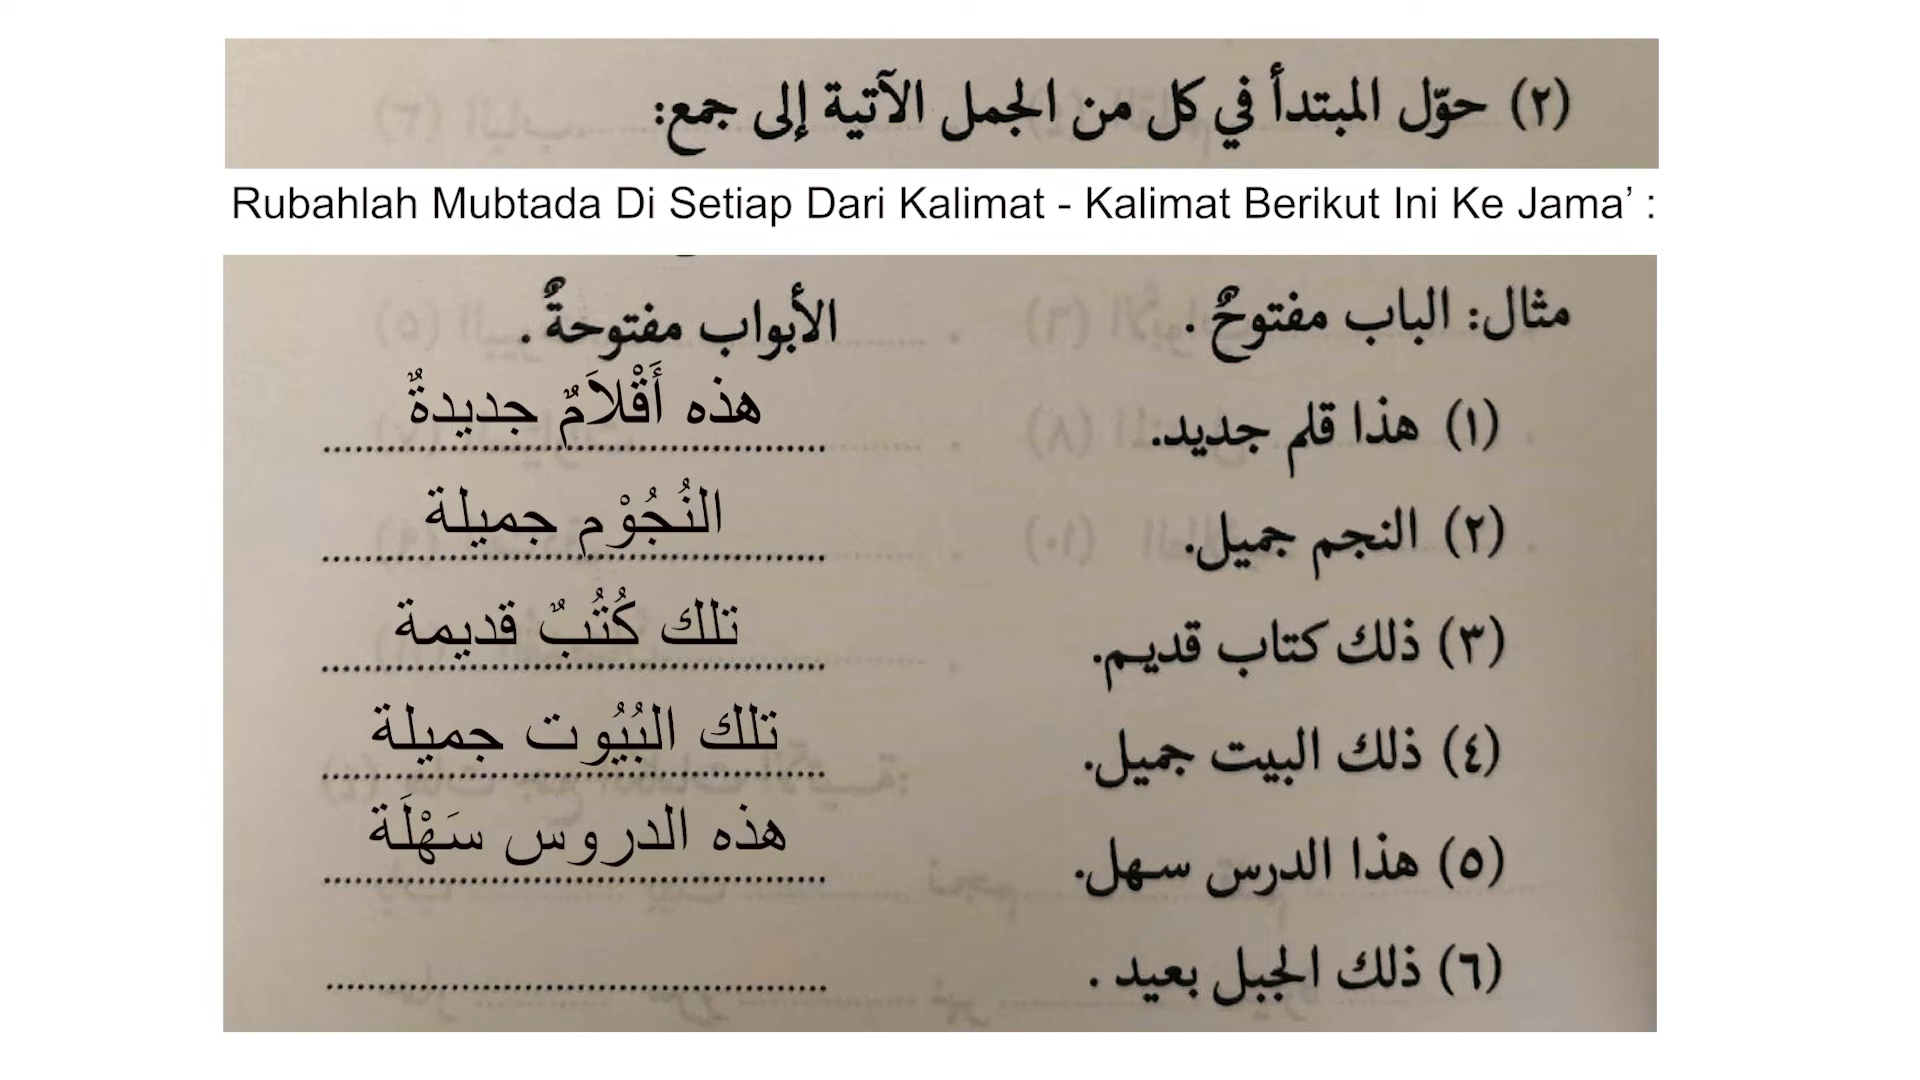 (٢) حوّل المبتدأ في كل من الجمل الآتية إلى جمع:
Rubahlah Mubtada Di Setiap Dari Kalimat - Kalimat Berikut Ini Ke Jama’ :
مثال: الباب مفتوحٌ . الأبواب مفتوحةٌ .
(١) هذا قلم جديد. هذه أَقْلاَمٌ جديدةٌ
(٢) النجم جميل. النُجُوْم جميلة
(٣) ذلك كتاب قديم. تلك كُتُبٌ قديمة
(٤) ذلك البيت جميل. تلك البُيُوت جميلة
(٥) هذا الدرس سهل. هذه الدروس سَهْلَة
(٦) ذلك الجبل بعيد . ..........